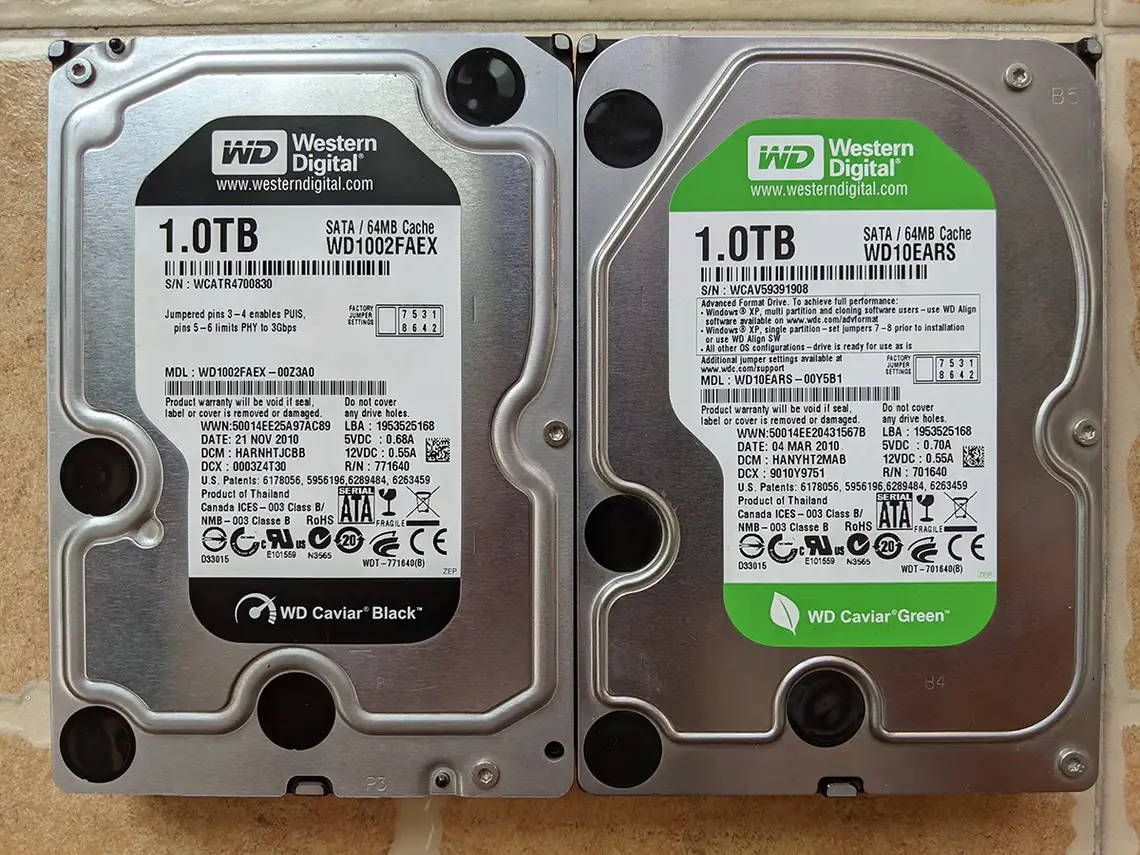 WD Western
Digital®
www.westerndigital.com
1.0TB
SATA / 64MB Cache
WD1002FAEX
S/N : WCATR4700830
Jumpered pins 3-4 enables PUIS,
pins 5-6 limits PHY to 3Gbps
FACTORY
JUMPER
SETTINGS
7 5 3 1
8 6 4 2
MDL : WD1002FAEX-00Z3A0
Product warranty will be void if seal,
label or cover is removed or damaged.
Do not cover
any drive holes.
WWN:50014EE25A97AC89
LBA : 1953525168
DATE: 21 NOV 2010
5VDC : 0.68A
DCM : HARNHTJCBB
12VDC : 0.55A
DCX : 0003Z4T30
R/N : 771640
U.S. Patents: 6178056, 5956196,6289484, 6263459
Product of Thailand
Canada ICES-003 Class B/
NMB-003 Classe B RoHS
SERIAL
ATA
FRAGILE
D33015
E101559
N3565
20
CE
WDT-771640(B)
ZEP
WD Caviar® Black™
P3
WD Western
Digital®
www.westerndigital.com
B5
1.0TB
SATA / 64MB Cache
WD10EARS
S/N : WCAV59391908
Advanced Format Drive. To achieve full performance:
• Windows® XP, multi partition and cloning software users-use WD Align
software available on www.wdc.com/advformat
• Windows® XP, single partition-set jumpers 7-8 prior to installation
or use WD Align SW
• All other OS configurations-drive is ready for use as is
Additional jumper settings available at
www.wdc.com/support
FACTORY
JUMPER
SETTINGS
7 5 3 1
8 6 4 2
MDL : WD10EARS-00Y5B1
Product warranty will be void if seal,
label or cover is removed or damaged.
Do not cover
any drive holes.
WWN:50014EE20431567B
LBA : 1953525168
DATE: 04 MAR 2010
5VDC : 0.70A
DCM : HANYHT2MAB
12VDC : 0.55A
DCX : 9010Y9751
R/N : 701640
U.S. Patents: 6178056, 5956196,6289484, 6263459
Product of Thailand
Canada ICES-003 Class B/
NMB-003 Classe B RoHS
SERIAL
ATA
FRAGILE
D33015
E101559
N3565
20
CE
WDT-701640(B)
ZEP
WD Caviar®Green™
B4